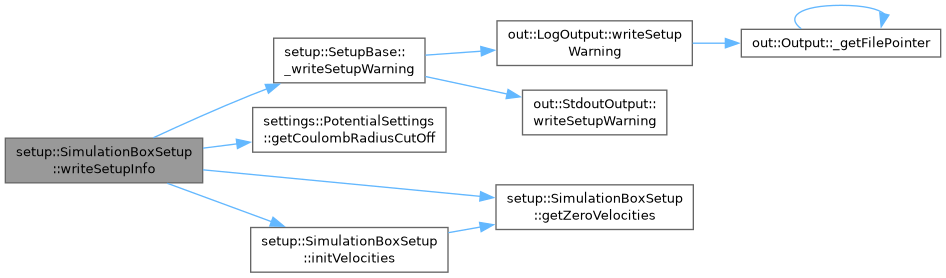 setup::SimulationBoxSetup
::writeSetupInfo
setup::SetupBase::
_writeSetupWarning
out::LogOutput::writeSetup
Warning
out::Output::_getFilePointer
out::StdoutOutput::
writeSetupWarning
settings::PotentialSettings
::getCoulombRadiusCutOff
setup::SimulationBoxSetup
::getZeroVelocities
setup::SimulationBoxSetup
::initVelocities